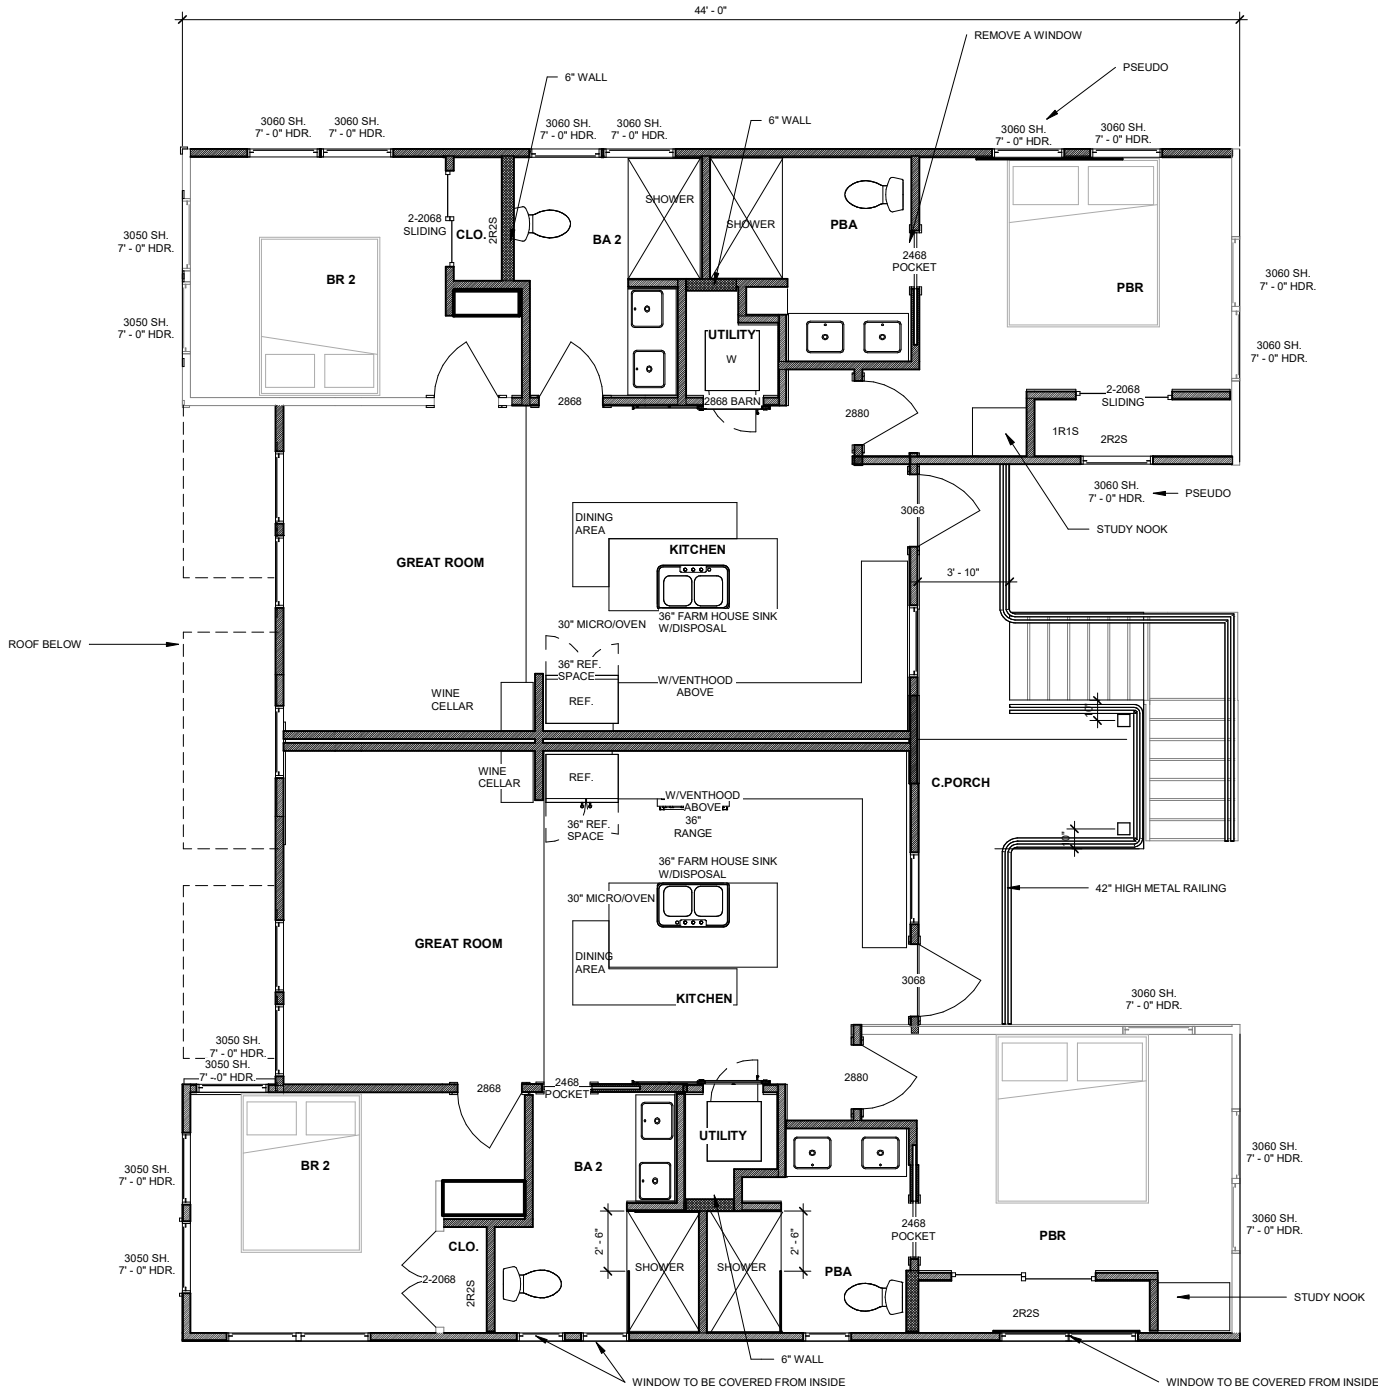 44' - 0"
REMOVE A WINDOW
PSEUDO
6" WALL
6" WALL
3060 SH.
7' - 0" HDR.
3060 SH.
7' - 0" HDR.
3060 SH.
7' - 0" HDR.
3060 SH.
7' - 0" HDR.
3060 SH.
7' - 0" HDR.
3060 SH.
7' - 0" HDR.
3050 SH.
7' - 0" HDR.
3050 SH.
7' - 0" HDR.
2-2068
SLIDING
CLO.
2R2S
BR 2
BA 2
SHOWER
SHOWER
PBA
2468
POCKET
PBR
3060 SH.
7' - 0" HDR.
3060 SH.
7' - 0" HDR.
UTILITY
W
2868
2868 BARN
2880
2-2068
SLIDING
1R1S
2R2S
3060 SH.
7' - 0" HDR.
PSEUDO
STUDY NOOK
3068
3' - 10"
DINING
AREA
KITCHEN
GREAT ROOM
36" FARM HOUSE SINK
W/DISPOSAL
30" MICRO/OVEN
36" REF.
SPACE
W/VENTHOOD
ABOVE
REF.
WINE
CELLAR
ROOF BELOW
10"
WINE
CELLAR
REF.
36" REF.
SPACE
W/VENTHOOD
ABOVE
36"
RANGE
C.PORCH
10"
36" FARM HOUSE SINK
W/DISPOSAL
30" MICRO/OVEN
42" HIGH METAL RAILING
GREAT ROOM
DINING
AREA
KITCHEN
3068
3060 SH.
7' - 0" HDR.
3050 SH.
7' - 0" HDR.
3050 SH.
7' - 0" HDR.
2868
2468
POCKET
2880
UTILITY
BR 2
BA 2
3050 SH.
7' - 0" HDR.
3050 SH.
7' - 0" HDR.
3060 SH.
7' - 0" HDR.
3060 SH.
7' - 0" HDR.
2468
POCKET
PBR
CLO.
2-2068
2R2S
2' - 6"
SHOWER
SHOWER
2' - 6"
PBA
2R2S
STUDY NOOK
6" WALL
WINDOW TO BE COVERED FROM INSIDE
WINDOW TO BE COVERED FROM INSIDE